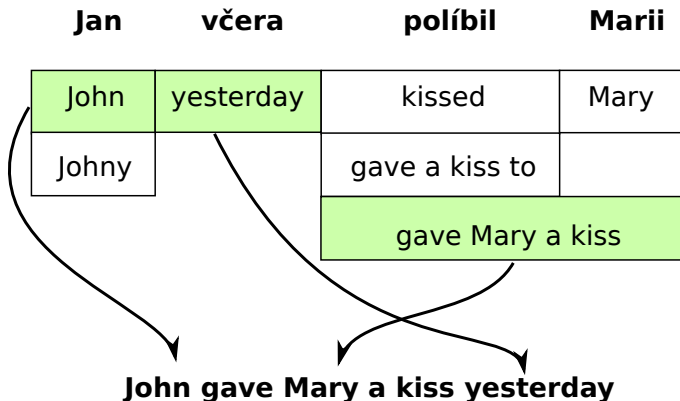 Jan včera políbil Marii
John yesterday kissed Mary
Johny gave a kiss to
gave Mary a kiss
John gave Mary a kiss yesterday